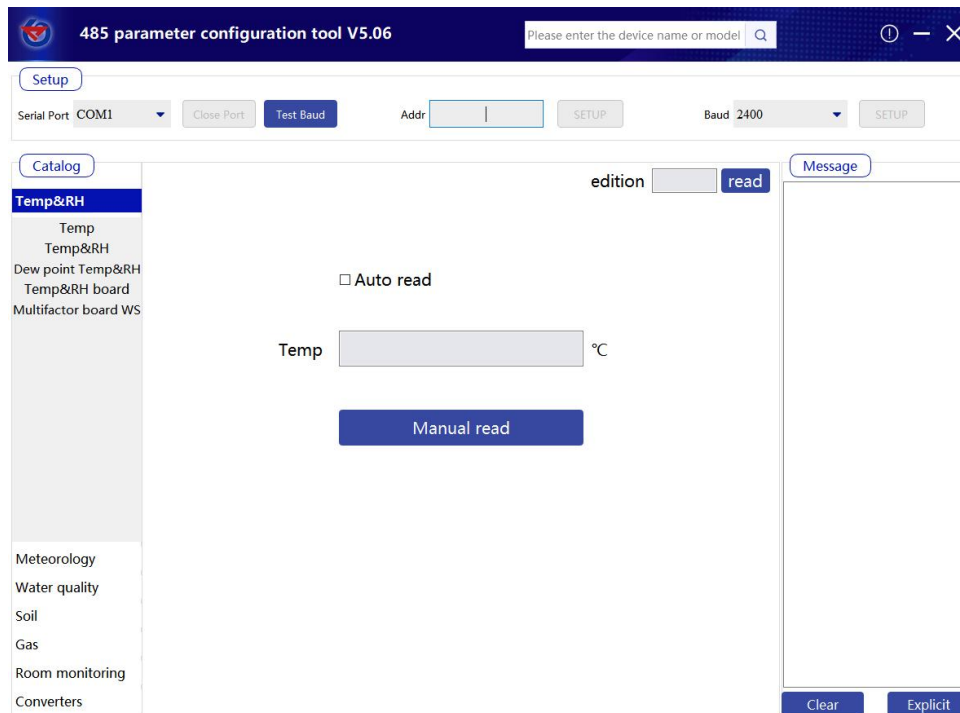 485 parameter configuration tool V5.06
Please enter the device name or model
Setup
Serial Port COM1 Close Port Test Baud Addr SETUP Baud 2400 SETUP
Catalog
Message
edition read
Temp&RH
Temp
Temp&RH
Dew point Temp&RH
Temp&RH board
Multifactor board WS
Auto read
Temp ℃
Manual read
Meteorology
Water quality
Soil
Gas
Room monitoring
Converters
Clear Explicit